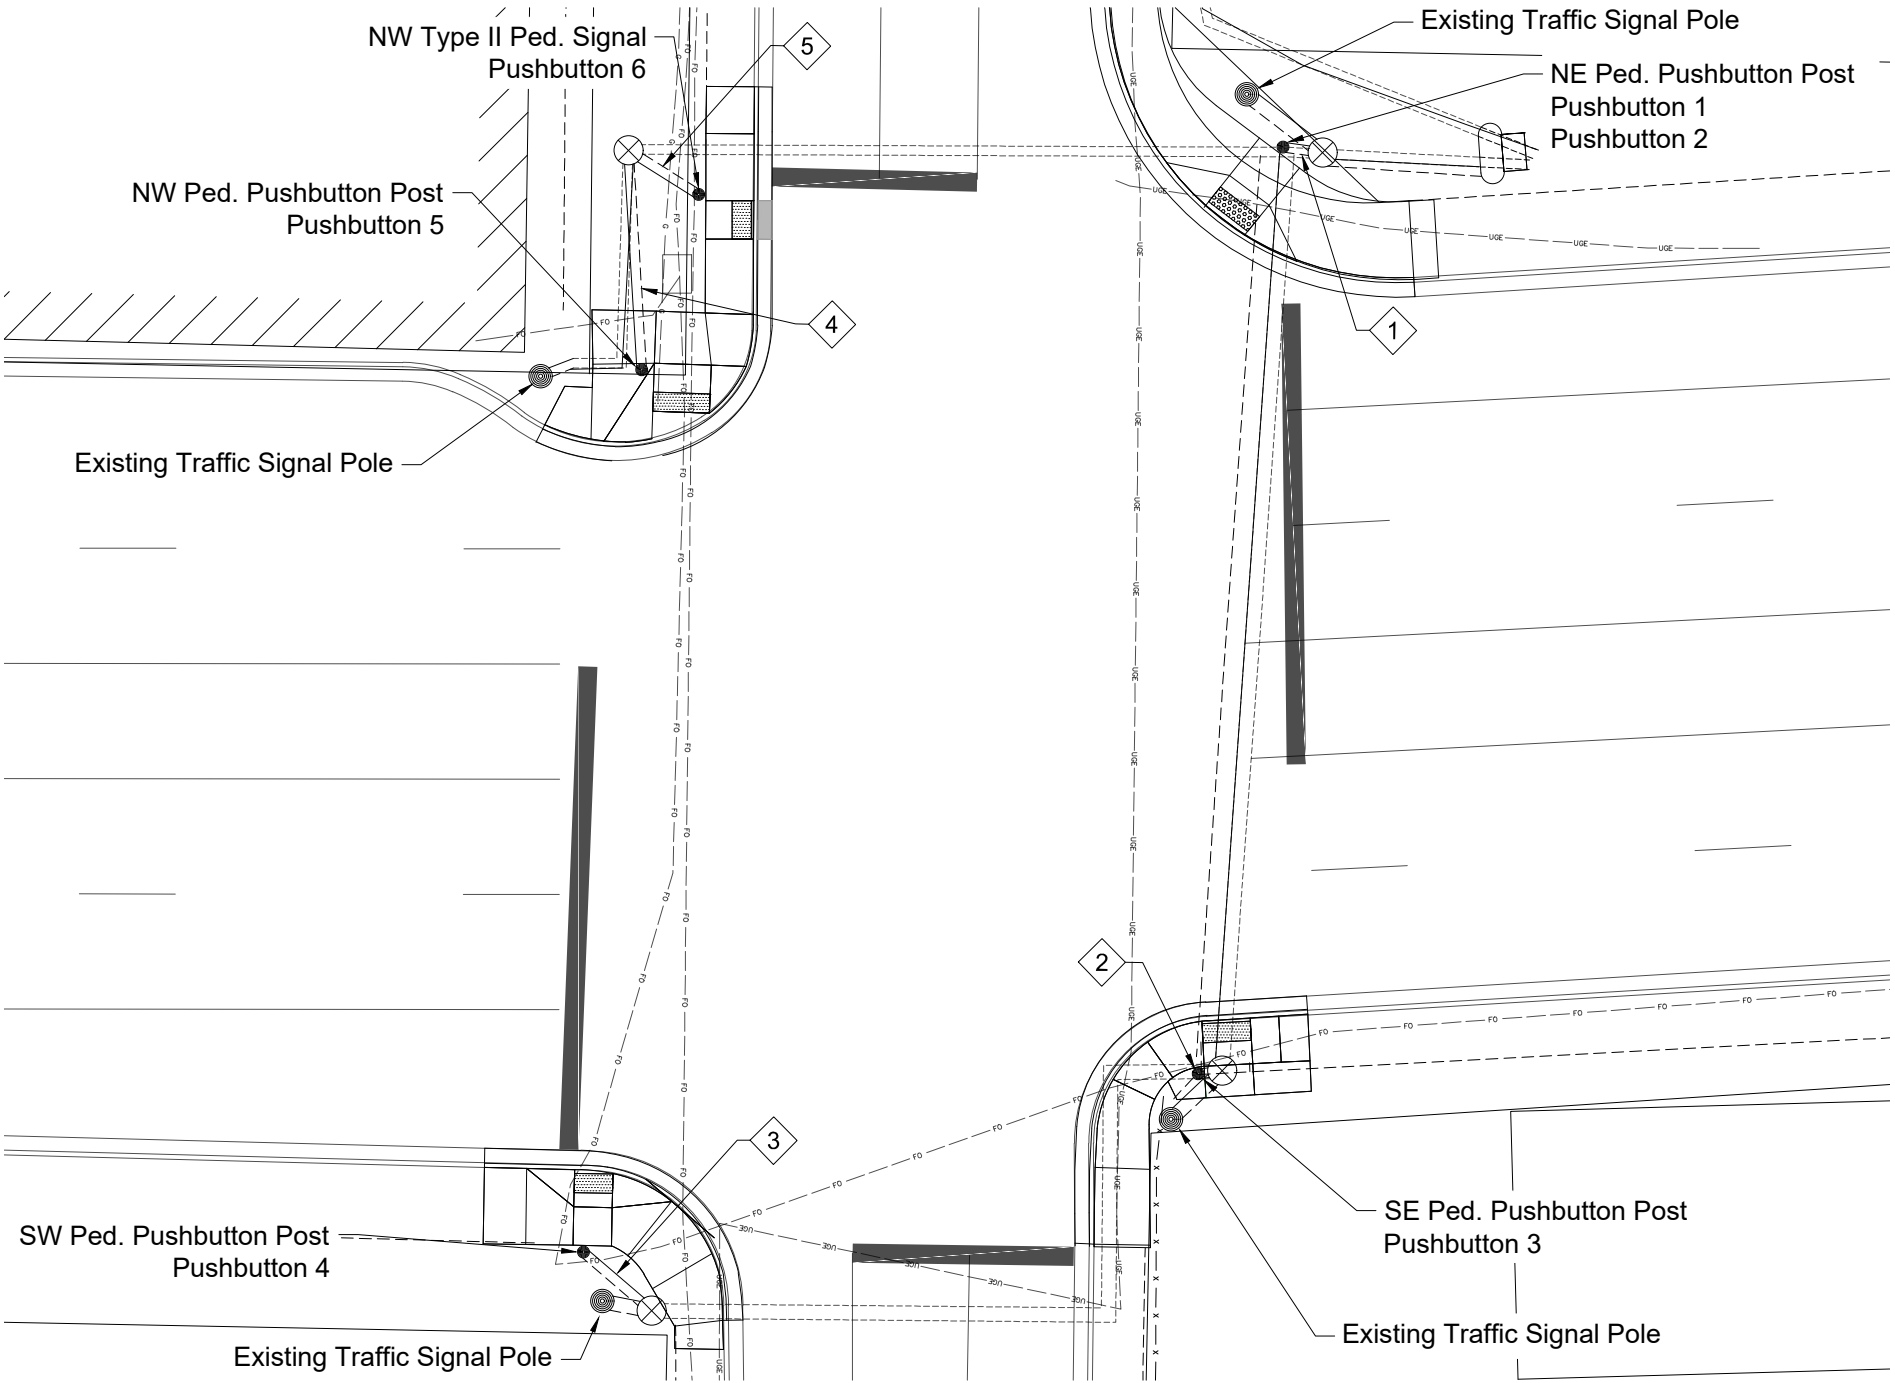 NW Type II Ped. Signal
Pushbutton 6
5
Existing Traffic Signal Pole
NE Ped. Pushbutton Post
Pushbutton 1
Pushbutton 2
NW Ped. Pushbutton Post
Pushbutton 5
4
1
Existing Traffic Signal Pole
2
3
SW Ped. Pushbutton Post
Pushbutton 4
SE Ped. Pushbutton Post
Pushbutton 3
Existing Traffic Signal Pole
Existing Traffic Signal Pole
FO
UGE
G
X